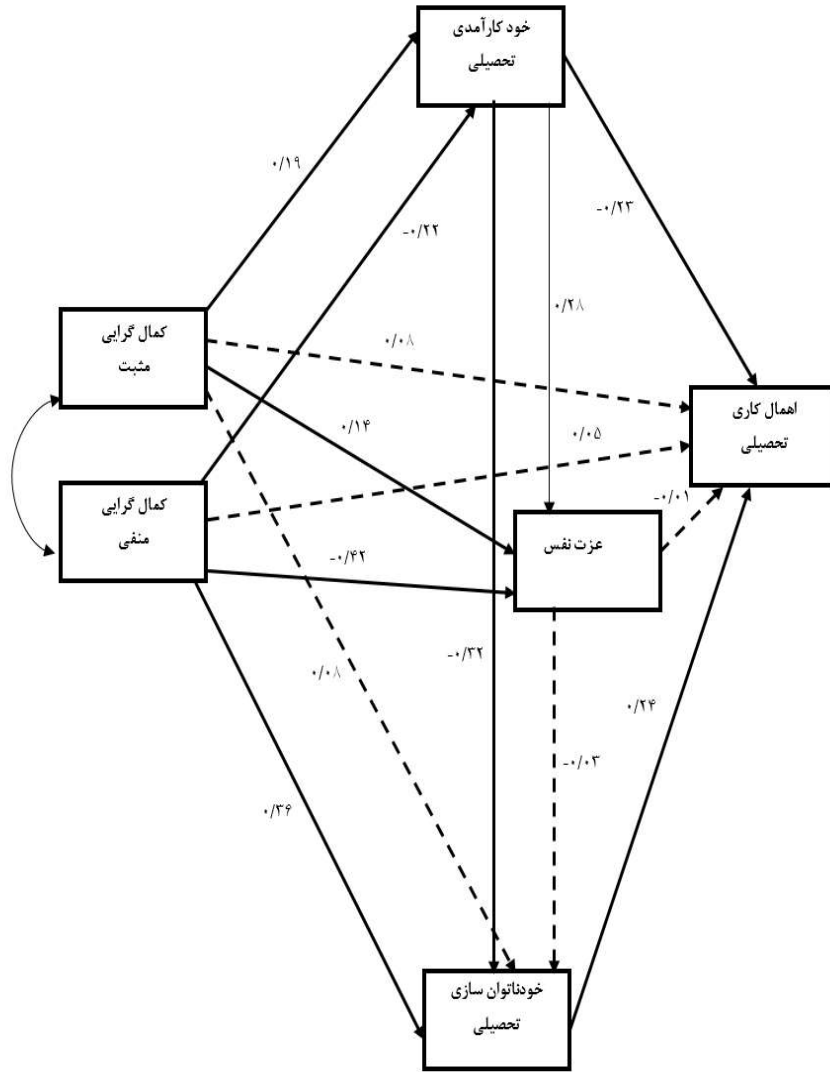 خود کارآمدی
تحصیلی
۰/۱۹
-۰/۲۲
-۰/۲۳
۰/۲۸
کمال گرایی
مثبت
۰/۰۸
اهمال کاری
تحصیلی
۰/۱۴
۰/۰۵
کمال گرایی
منفی
-۰/۰۱
عزت نفس
-۰/۴۲
-۰/۳۲
۰/۰۸
۰/۲۴
-۰/۰۳
۰/۳۶
خودناتوان سازی
تحصیلی